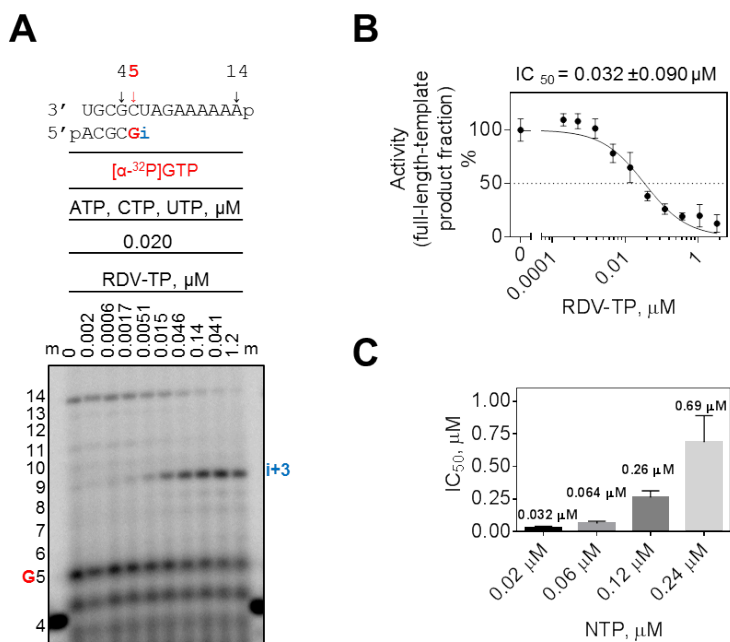 A
45 14
3' UGCGCUAGAAAAAAp
5'pACGCGi
[α-³²P]GTP
ATP, CTP, UTP, µM
0.020
RDV-TP, µM
m 0 0.002 0.0006 0.0017 0.0051 0.015 0.046 0.14 0.041 1.2 m
14
13
12
11
10
9
8
7
6
G5
4
i+3
B
IC 50 = 0.032 ±0.090 µM
Activity
(full-length-template
product fraction)
%
100
50
0
0 0.0001 0.01 1
RDV-TP, µM
C
IC50, µM
1.00
0.75
0.50
0.25
0.00
0.032 µM
0.064 µM
0.26 µM
0.69 µM
0.02 µM 0.06 µM 0.12 µM 0.24 µM
NTP, µM